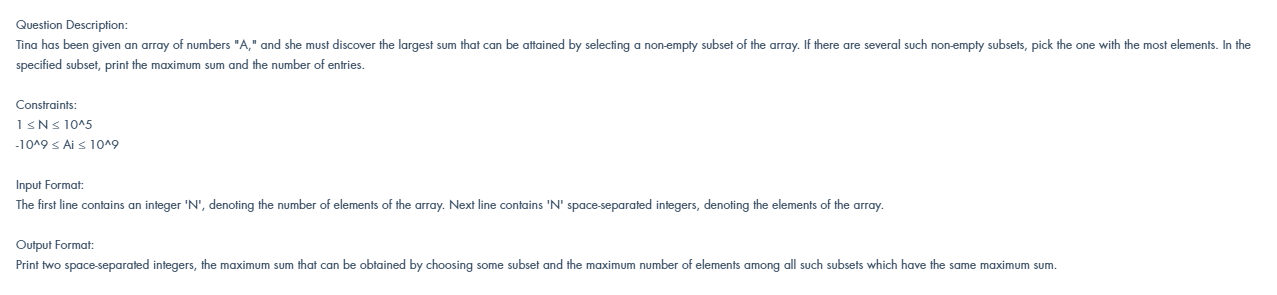 Question Description:
Tina has been given an array of numbers "A," and she must discover the largest sum that can be attained by selecting a non-empty subset of the array. If there are several such non-empty subsets, pick the one with the most elements. In the
specified subset, print the maximum sum and the number of entries.
Constraints:
1 ≤ N ≤ 10^5
-10^9 ≤ Ai ≤ 10^9
Input Format:
The first line contains an integer 'N', denoting the number of elements of the array. Next line contains 'N' space-separated integers, denoting the elements of the array.
Output Format:
Print two space-separated integers, the maximum sum that can be obtained by choosing some subset and the maximum number of elements among all such subsets which have the same maximum sum.